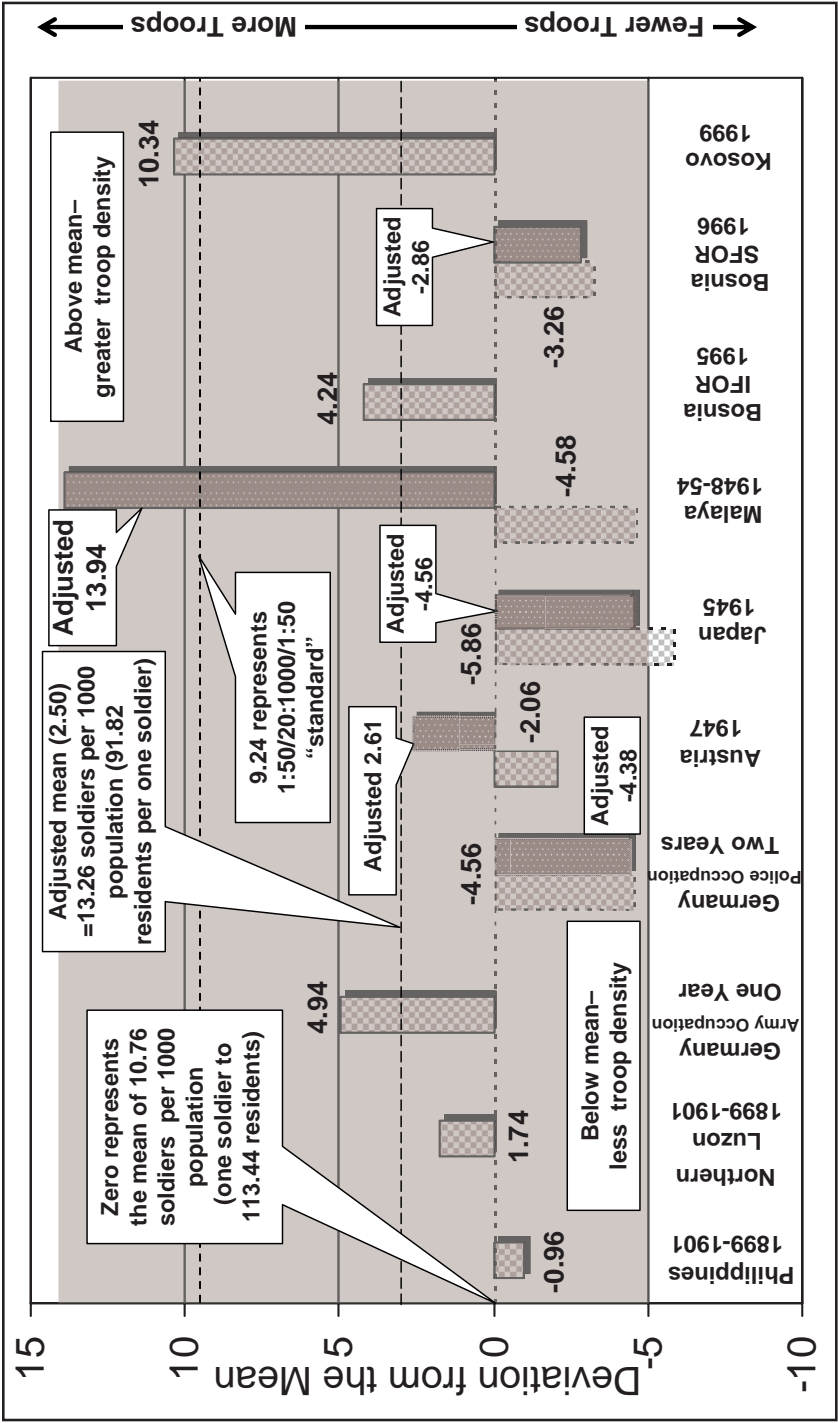 15
10
5
0
-5
-10
Deviation from the Mean
More Troops
Fewer Troops
Zero represents
the mean of 10.76
soldiers per 1000
population
(one soldier to
113.44 residents)
Adjusted mean (2.50)
=13.26 soldiers per 1000
population (91.82
residents per one soldier)
9.24 represents
1:50/20:1000/1:50
“standard”
Above mean–
greater troop density
Below mean–
less troop density
-0.96
1.74
4.94
-4.56
Adjusted
-4.38
Adjusted 2.61
-2.06
-5.86
Adjusted
-4.56
Adjusted
13.94
-4.58
4.24
Adjusted
-2.86
-3.26
10.34
Philippines
1899-1901
Northern
Luzon
1899-1901
Germany
Army Occupation
One Year
Germany
Police Occupation
Two Years
Austria
1947
Japan
1945
Malaya
1948-54
Bosnia
IFOR
1995
Bosnia
SFOR
1996
Kosovo
1999